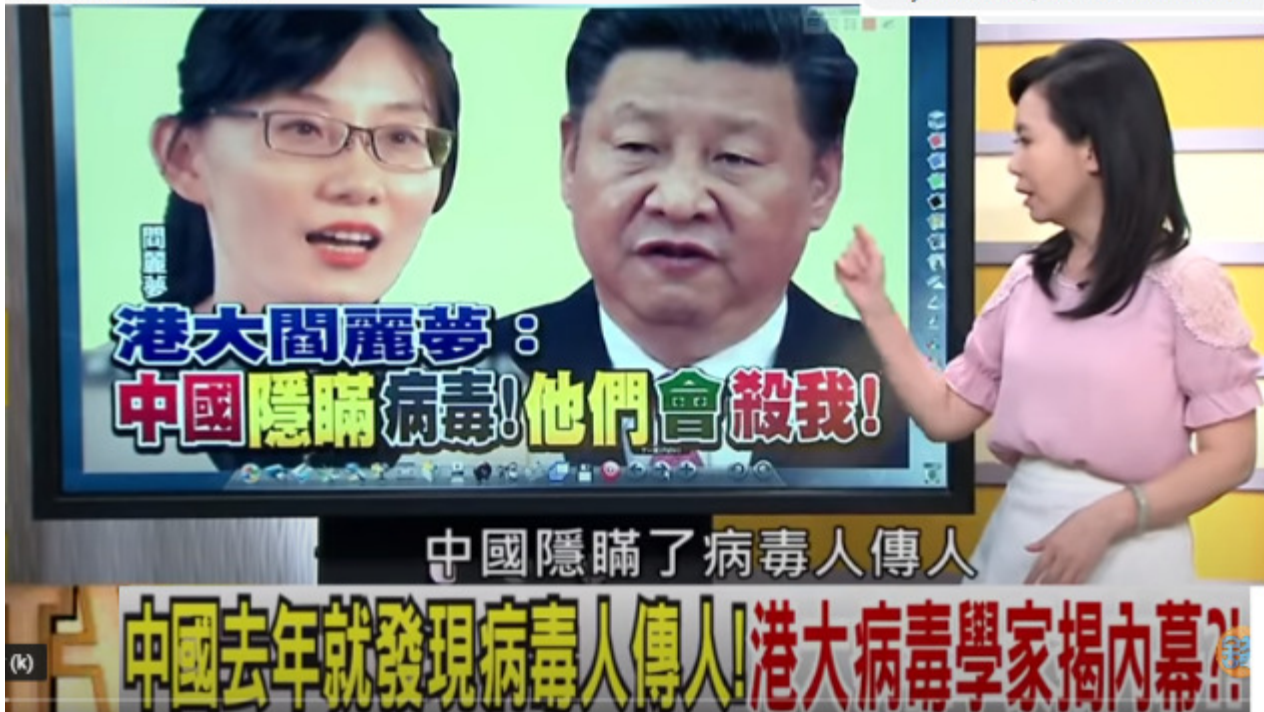 閻麗夢
港大閻麗夢：
中國隱瞞病毒！他們會殺我！
中國隱瞞了病毒人傳人
中國去年就發現病毒人傳人！港大病毒學家揭內幕？！
(k)